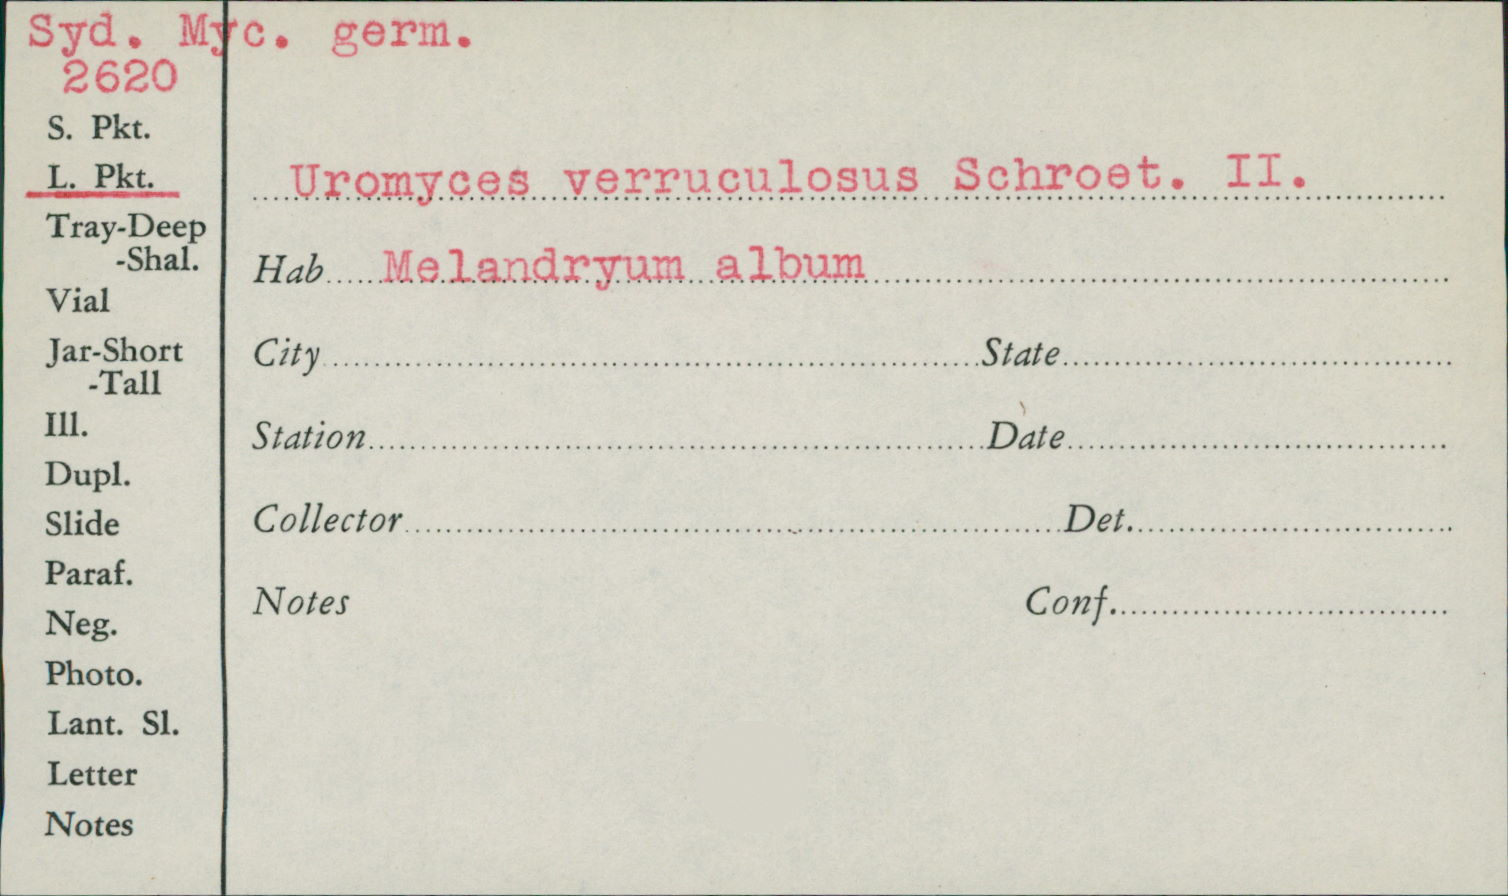 Syd. Myc. germ.
2620
S. Pkt.
L. Pkt.
Tray-Deep
-Shal.
Vial
Jar-Short
-Tall
Ill.
Dupl.
Slide
Paraf.
Neg.
Photo.
Lant. Sl.
Letter
Notes
Uromyces verruculosus Schroet. II.
Hab Melandryum album
City State
Station Date
Collector Det.
Notes Conf.